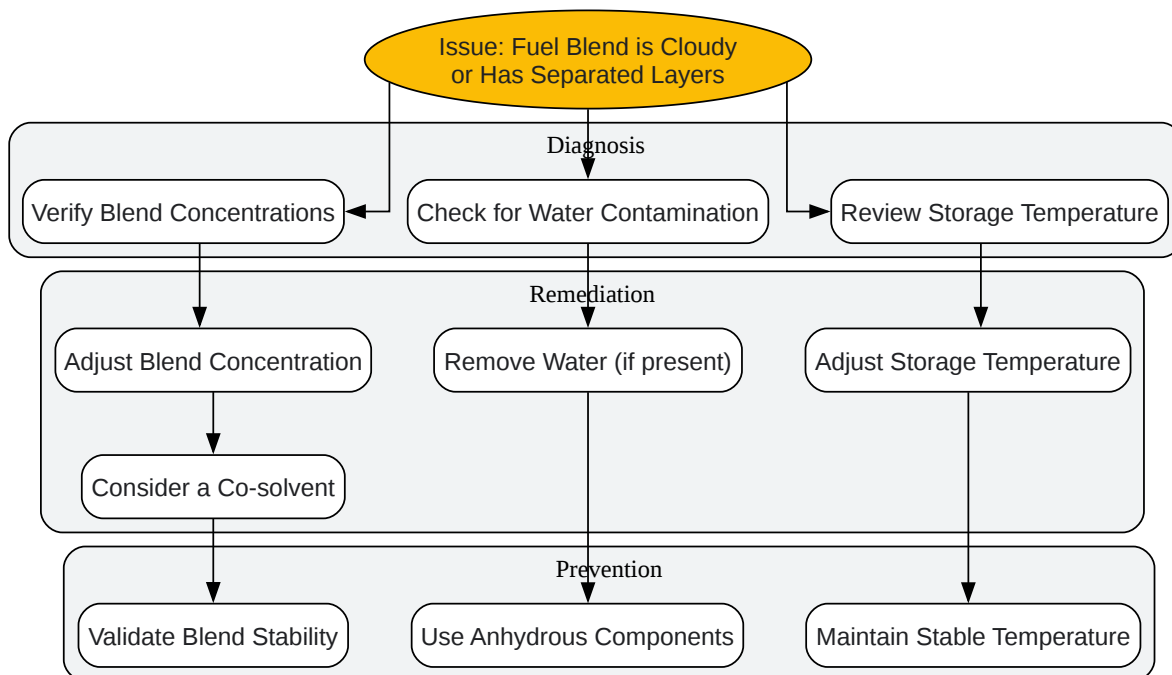 Issue: Fuel Blend is Cloudy
or Has Separated Layers
Diagnosis
Verify Blend Concentrations
Check for Water Contamination
Review Storage Temperature
Remediation
Adjust Blend Concentration
Remove Water (if present)
Adjust Storage Temperature
Consider a Co-solvent
Prevention
Validate Blend Stability
Use Anhydrous Components
Maintain Stable Temperature